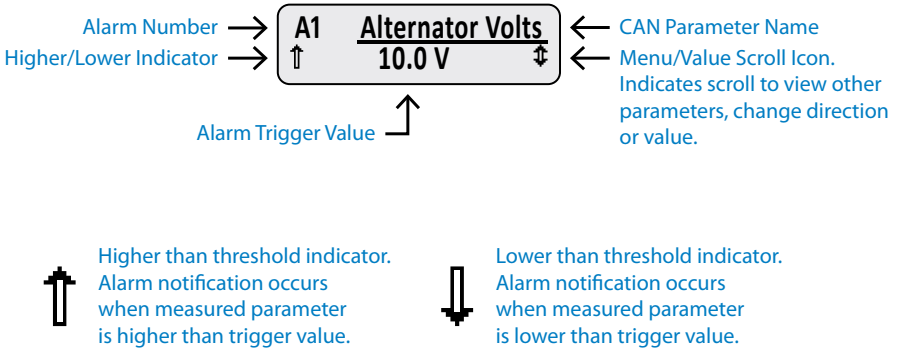 Alarm Number
A1 Alternator Volts
CAN Parameter Name
Higher/Lower Indicator
10.0 V
Menu/Value Scroll Icon.
Indicates scroll to view other
parameters, change direction
or value.
Alarm Trigger Value
Higher than threshold indicator.
Alarm notification occurs
when measured parameter
is higher than trigger value.
Lower than threshold indicator.
Alarm notification occurs
when measured parameter
is lower than trigger value.